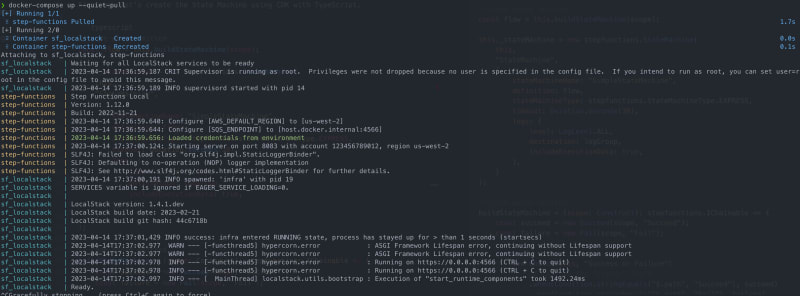 ❯ docker-compose up --quiet-pull
[+] Running 1/1
⠿ step-functions Pulled 1.7s
[+] Running 2/0
⠿ Container sf_localstack Created 0.0s
⠿ Container step-functions Recreated 0.1s
Attaching to sf_localstack, step-functions
sf_localstack | Waiting for all LocalStack services to be ready
sf_localstack | 2023-04-14 17:36:59,187 CRIT Supervisor is running as root. Privileges were not dropped because no user is specified in the config file. If you intend to run as root, you can set user=r
oot in the config file to avoid this message.
sf_localstack | 2023-04-14 17:36:59,189 INFO supervisord started with pid 14
step-functions | Step Functions Local
step-functions | Version: 1.12.0
step-functions | Build: 2022-11-21
step-functions | 2023-04-14 17:36:59.640: Configure [AWS_DEFAULT_REGION] to [us-west-2]
step-functions | 2023-04-14 17:36:59.644: Configure [SQS_ENDPOINT] to [host.docker.internal:4566]
step-functions | 2023-04-14 17:36:59.656: Loaded credentials from environment
step-functions | 2023-04-14 17:37:00.124: Starting server on port 8083 with account 123456789012, region us-west-2
step-functions | SLF4J: Failed to load class "org.slf4j.impl.StaticLoggerBinder".
step-functions | SLF4J: Defaulting to no-operation (NOP) logger implementation
step-functions | SLF4J: See http://www.slf4j.org/codes.html#StaticLoggerBinder for further details.
sf_localstack | 2023-04-14 17:37:00,191 INFO spawned: 'infra' with pid 19
sf_localstack | SERVICES variable is ignored if EAGER_SERVICE_LOADING=0.
sf_localstack |
sf_localstack | LocalStack version: 1.4.1.dev
sf_localstack | LocalStack build date: 2023-02-21
sf_localstack | LocalStack build git hash: 44c6718b
sf_localstack |
sf_localstack | 2023-04-14 17:37:01,429 INFO success: infra entered RUNNING state, process has stayed up for > than 1 seconds (startsecs)
sf_localstack | 2023-04-14T17:37:02.977 WARN --- [-functhread5] hypercorn.error : ASGI Framework Lifespan error, continuing without Lifespan support
sf_localstack | 2023-04-14T17:37:02.977 WARN --- [-functhread5] hypercorn.error : ASGI Framework Lifespan error, continuing without Lifespan support
sf_localstack | 2023-04-14T17:37:02.978 INFO --- [-functhread5] hypercorn.error : Running on https://0.0.0.0:4566 (CTRL + C to quit)
sf_localstack | 2023-04-14T17:37:02.978 INFO --- [-functhread5] hypercorn.error : Running on https://0.0.0.0:4566 (CTRL + C to quit)
sf_localstack | 2023-04-14T17:37:02.997 INFO --- [ MainThread] localstack.utils.bootstrap : Execution of "start_runtime_components" took 1492.24ms
sf_localstack | Ready.
^CGracefully stopping... (press Ctrl+C again to force)